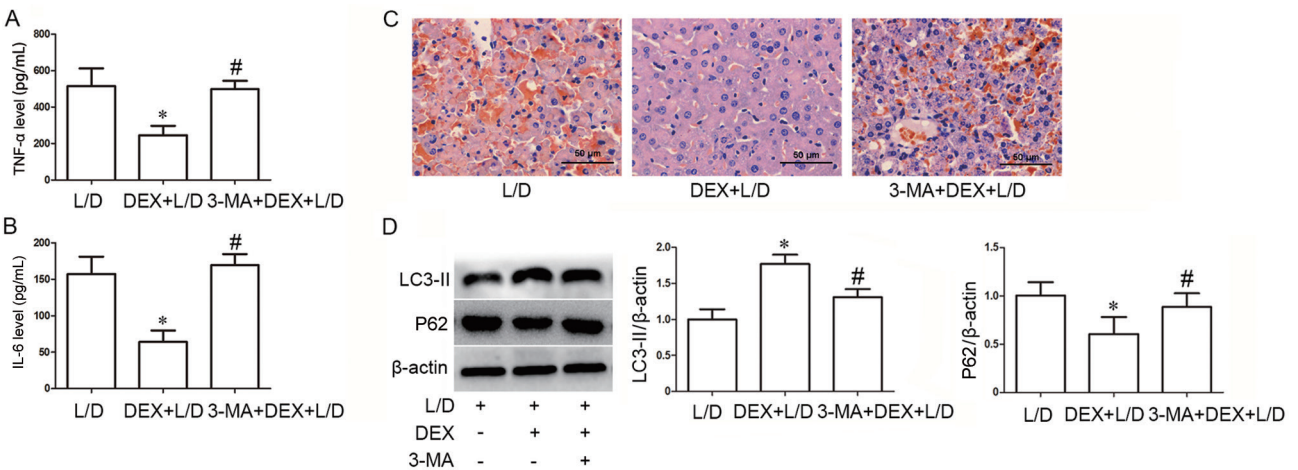 A
TNF-α level (pg/mL)
800
600
400
200
0
*
#
L/D DEX+L/D 3-MA+DEX+L/D
B
IL-6 level (pg/mL)
200
150
100
50
0
*
#
L/D DEX+L/D 3-MA+DEX+L/D
C
50 μm
50 μm
50 μm
L/D DEX+L/D 3-MA+DEX+L/D
D
LC3-II
P62
β-actin
L/D + + +
DEX - + +
3-MA - - +
LC3-II/β-actin
2.0
1.5
1.0
0.5
0.0
*
#
L/D DEX+L/D 3-MA+DEX+L/D
P62/β-actin
1.5
1.0
0.5
0.0
*
#
L/D DEX+L/D 3-MA+DEX+L/D